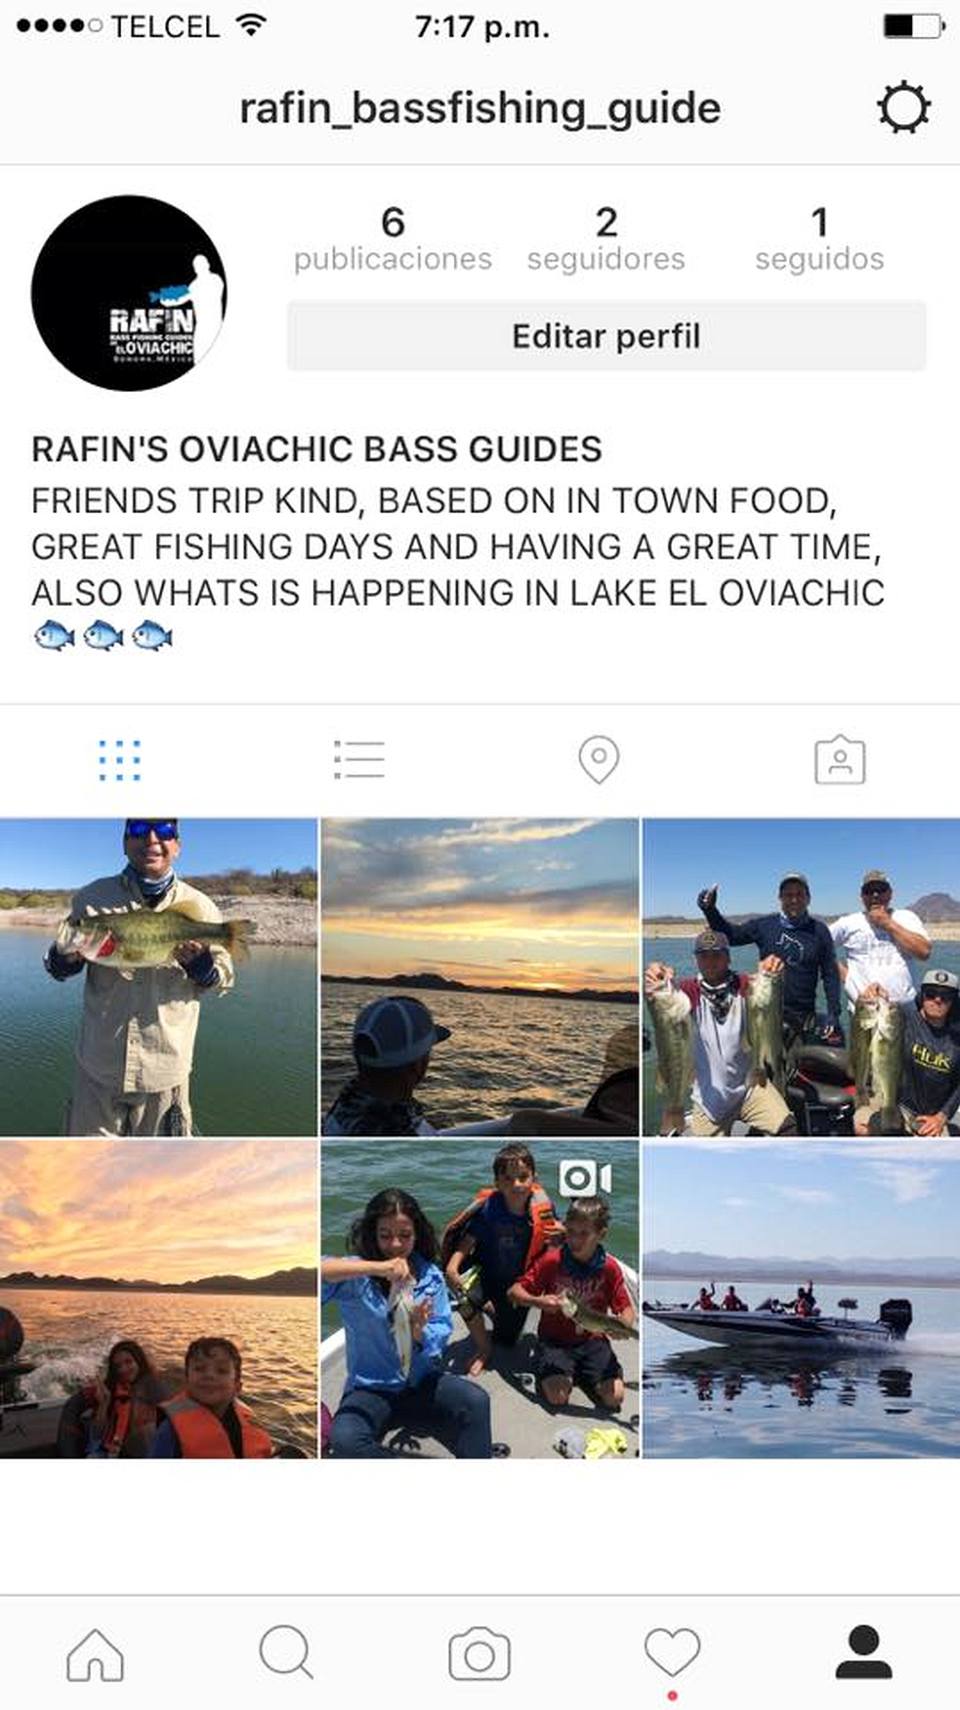 TELCEL 7:17 p.m.
rafin_bassfishing_guide
6 2 1
publicaciones seguidores seguidos
Editar perfil
RAFIN
BASS FISHING GUIDES
EL OVIACHIC
SONORA, MEXICO
RAFIN'S OVIACHIC BASS GUIDES
FRIENDS TRIP KIND, BASED ON IN TOWN FOOD,
GREAT FISHING DAYS AND HAVING A GREAT TIME,
ALSO WHATS IS HAPPENING IN LAKE EL OVIACHIC
🐟🐟🐟
HUK